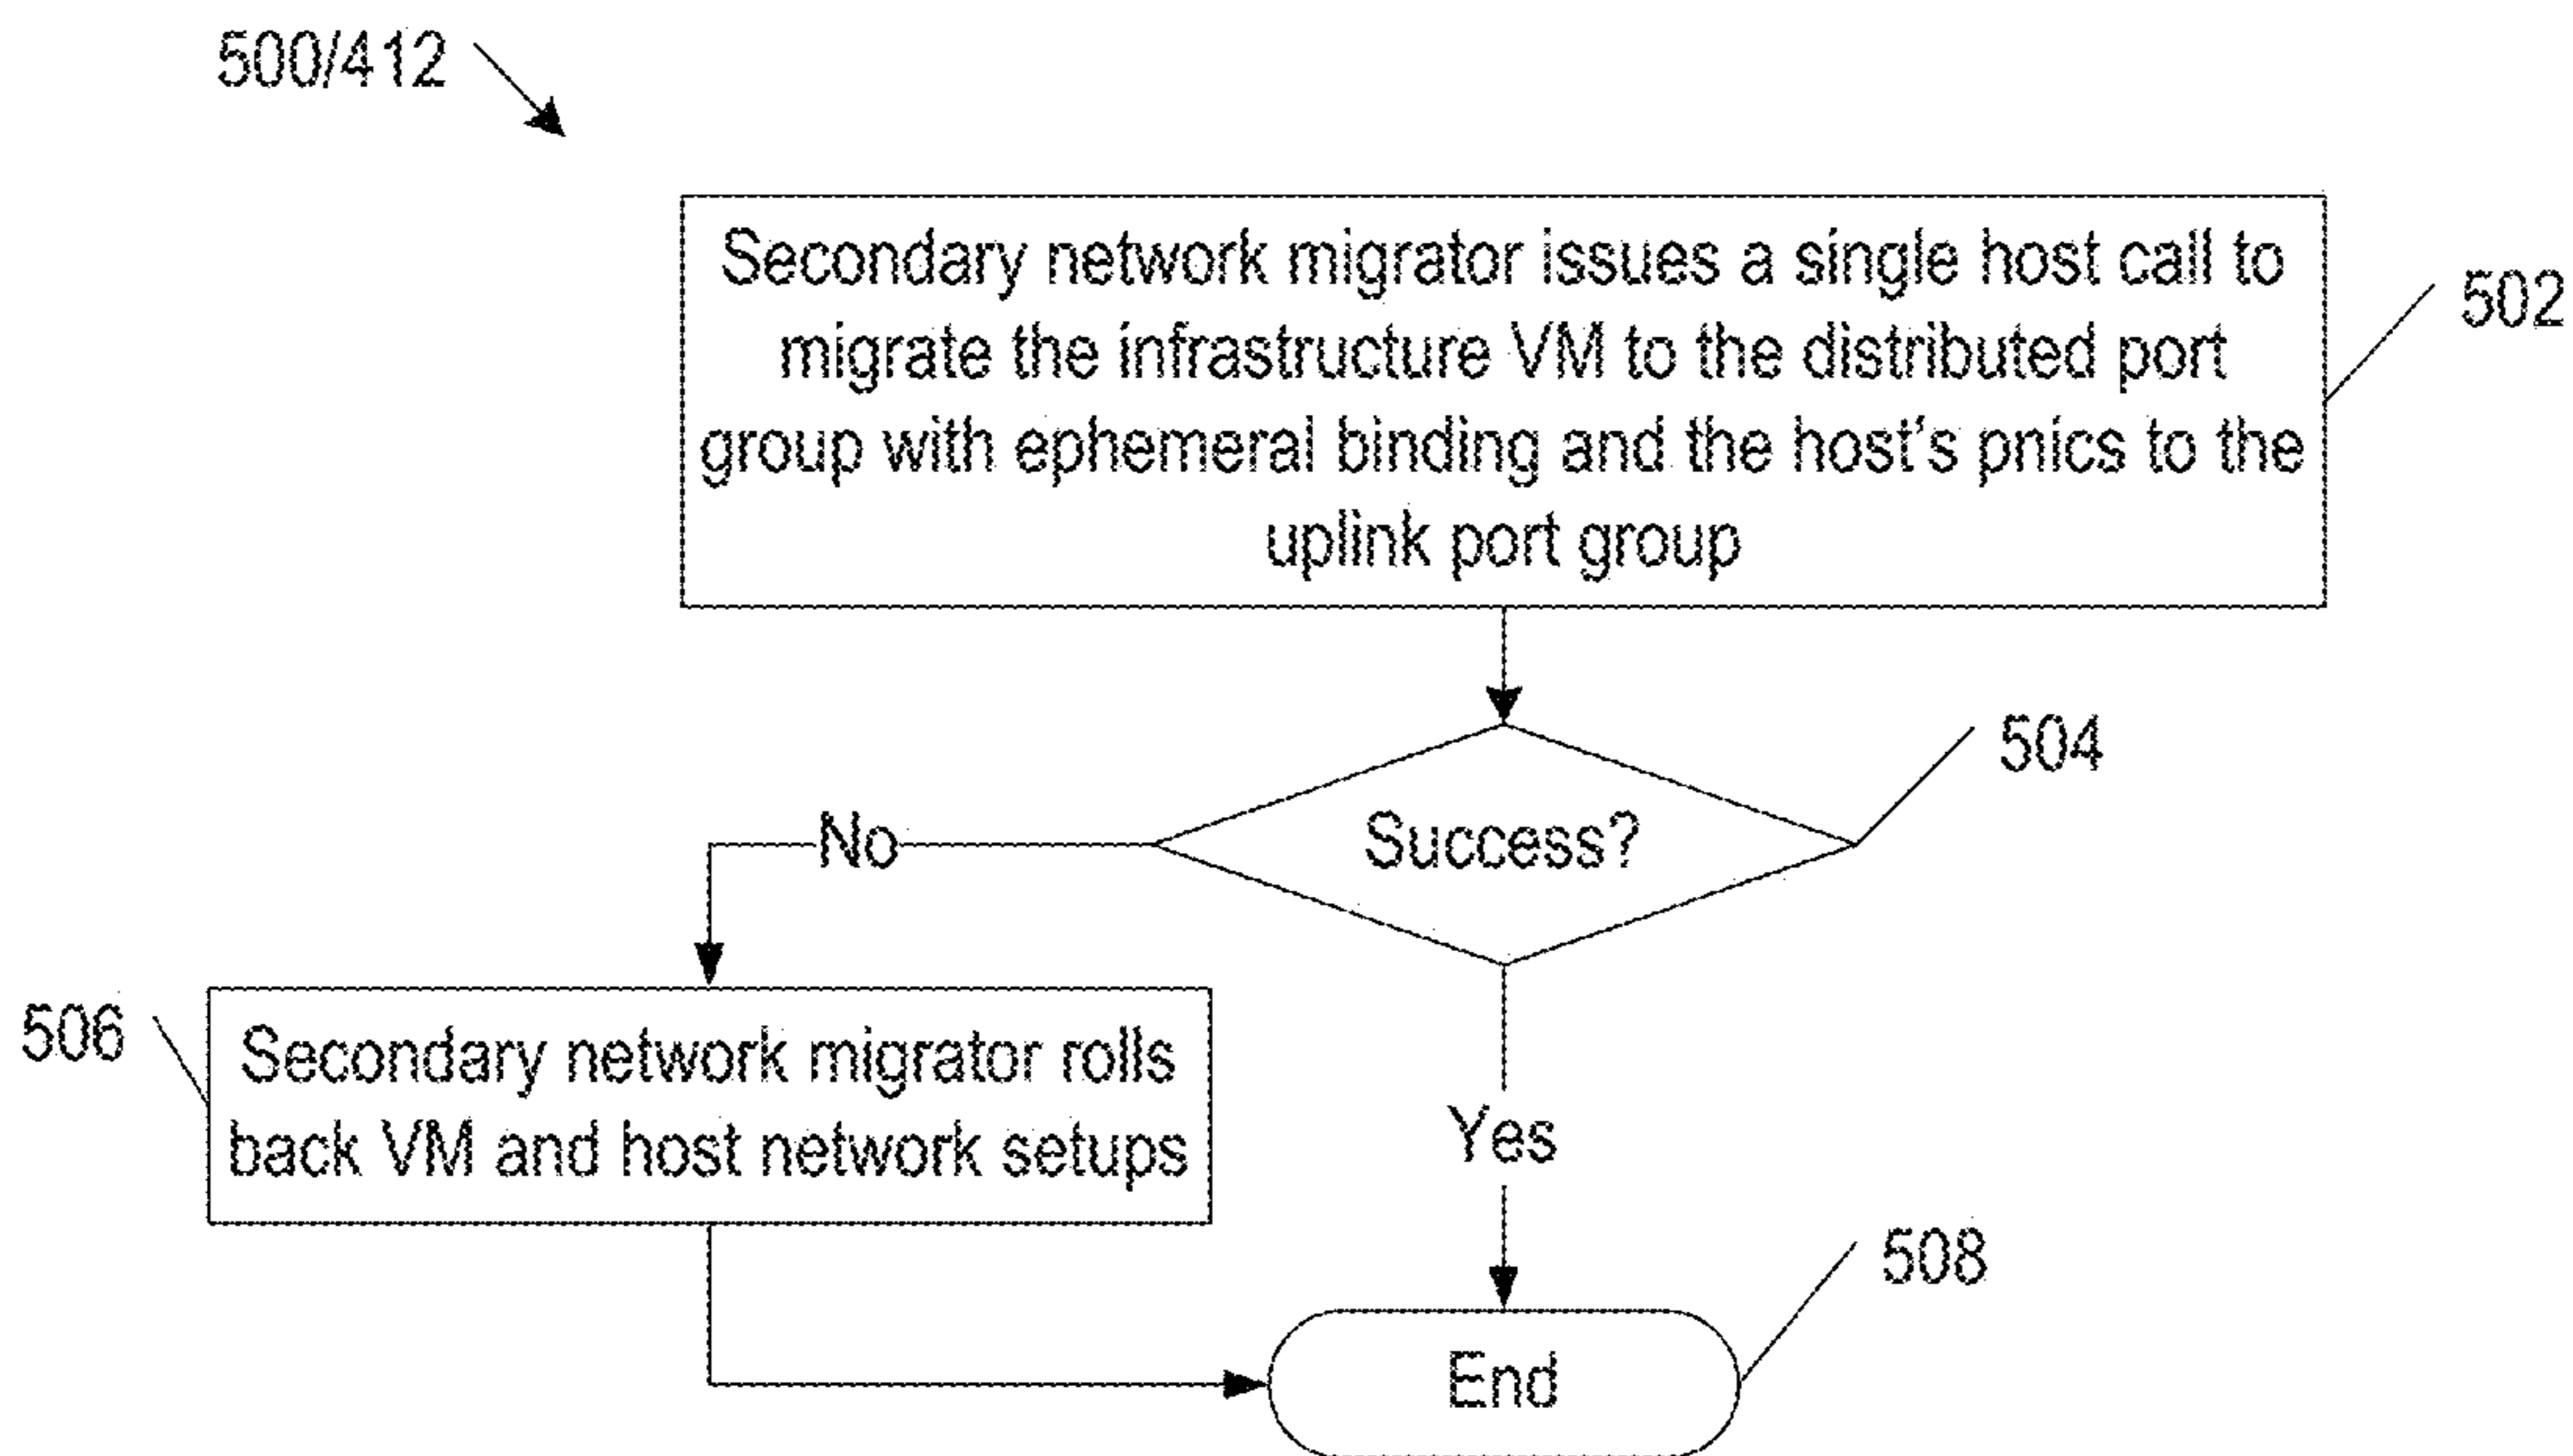 500/412
Secondary network migrator issues a single host call to
migrate the infrastructure VM to the distributed port
group with ephemeral binding and the host's pnics to the
uplink port group
502
504
Success?
No
506
Secondary network migrator rolls
back VM and host network setups
Yes
508
End